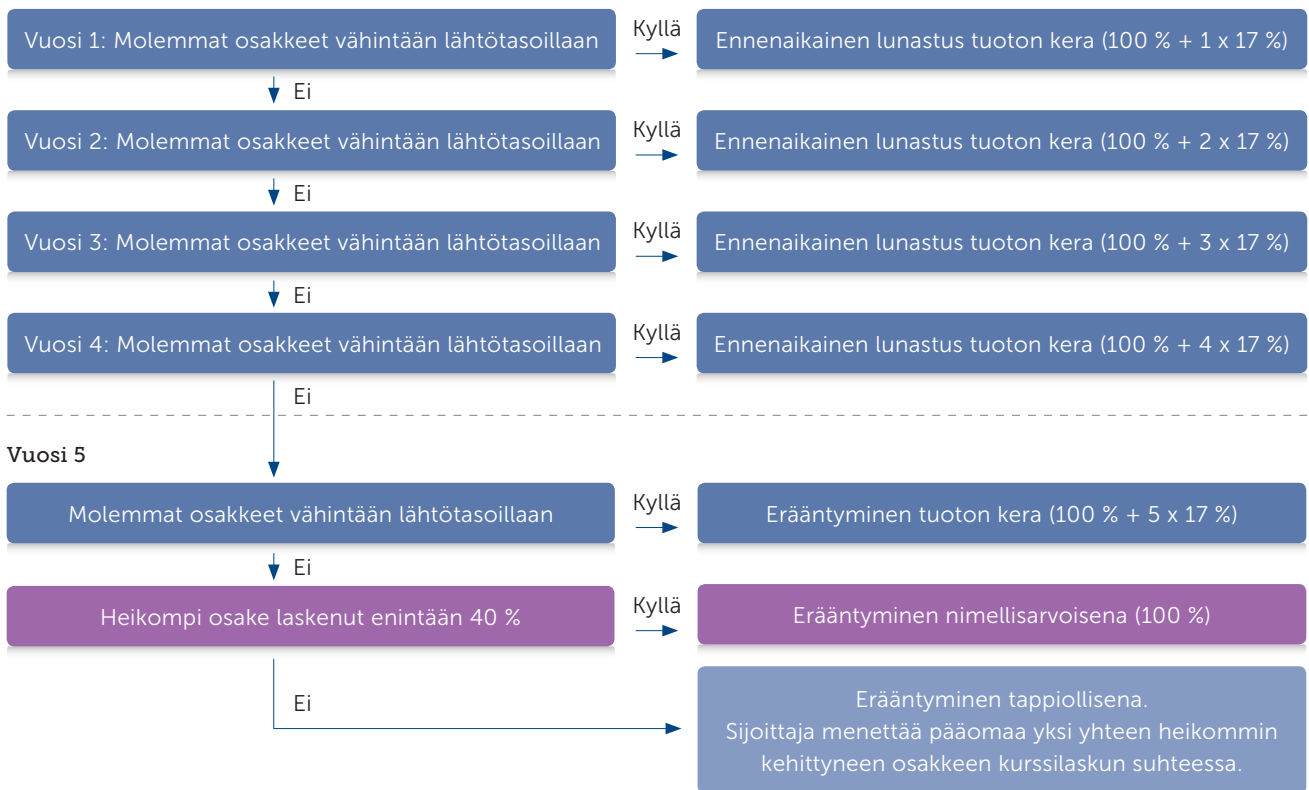 Vuosi 1: Molemmat osakkeet vähintään lähtötasoillaan
Kyllä
Ennenaikainen lunastus tuoton kera (100 % + 1 x 17 %)
Ei
Vuosi 2: Molemmat osakkeet vähintään lähtötasoillaan
Kyllä
Ennenaikainen lunastus tuoton kera (100 % + 2 x 17 %)
Ei
Vuosi 3: Molemmat osakkeet vähintään lähtötasoillaan
Kyllä
Ennenaikainen lunastus tuoton kera (100 % + 3 x 17 %)
Ei
Vuosi 4: Molemmat osakkeet vähintään lähtötasoillaan
Kyllä
Ennenaikainen lunastus tuoton kera (100 % + 4 x 17 %)
Ei
Vuosi 5
Molemmat osakkeet vähintään lähtötasoillaan
Kyllä
Erääntyminen tuoton kera (100 % + 5 x 17 %)
Ei
Heikompi osake laskenut enintään 40 %
Kyllä
Erääntyminen nimellisarvoisena (100 %)
Ei
Erääntyminen tappiollisena.
Sijoittaja menettää pääomaa yksi yhteen heikommin
kehittyneen osakkeen kurssilaskun suhteessa.